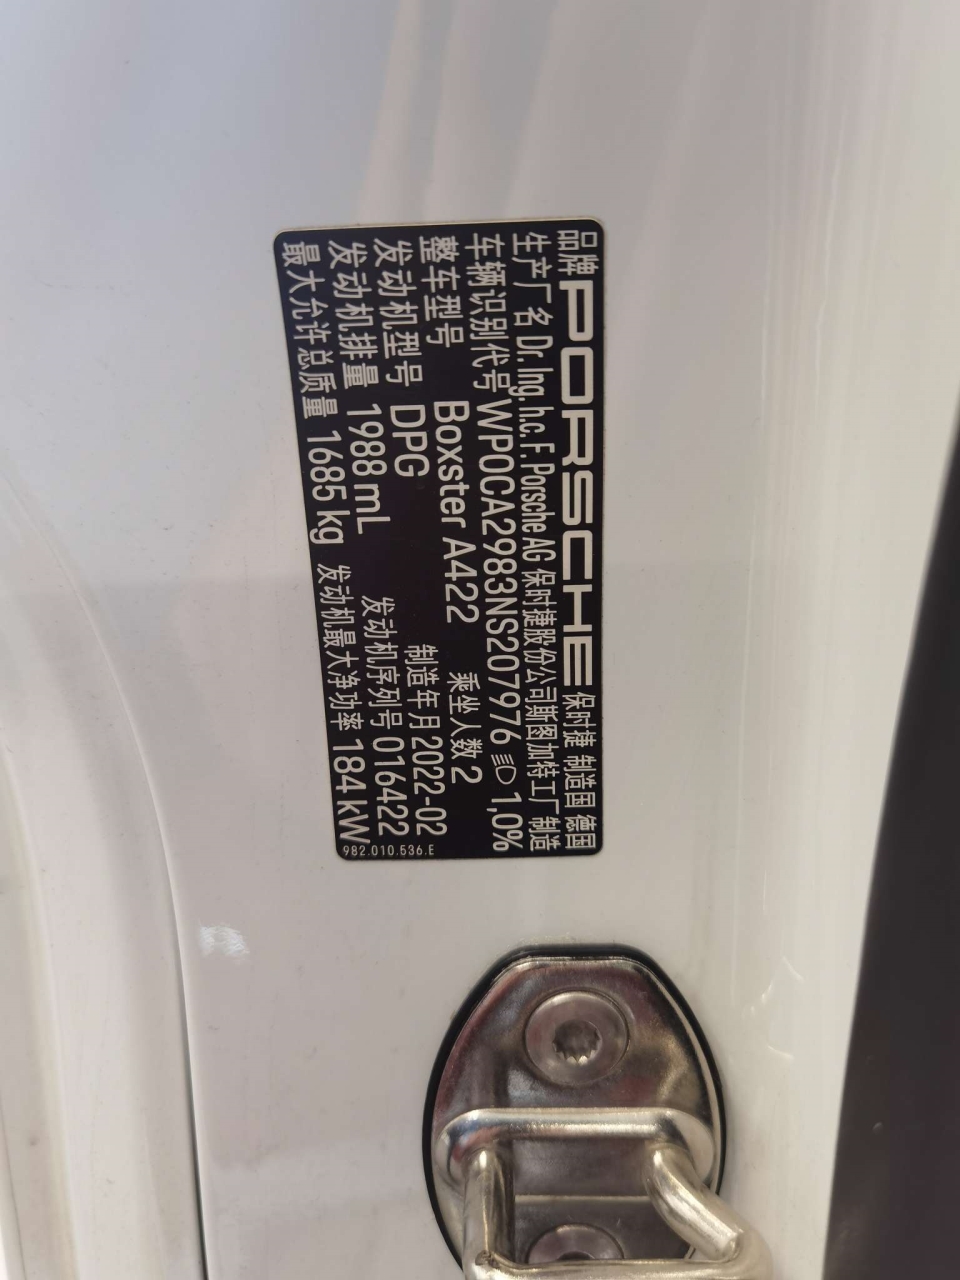 品牌 PORSCHE 保时捷 制造国 德国
生产厂名 Dr. Ing. h.c. F. Porsche AG 保时捷股份公司斯图加特工厂制造
车辆识别代号 WP0CA2983NS207976 1,0%
整车型号 Boxster A422 乘坐人数 2
发动机型号 DPG 制造年月 2022-02
发动机排量 1988 mL 发动机序列号 016422
最大允许总质量 1685 kg 发动机最大净功率 184 kW
982.010.536.E